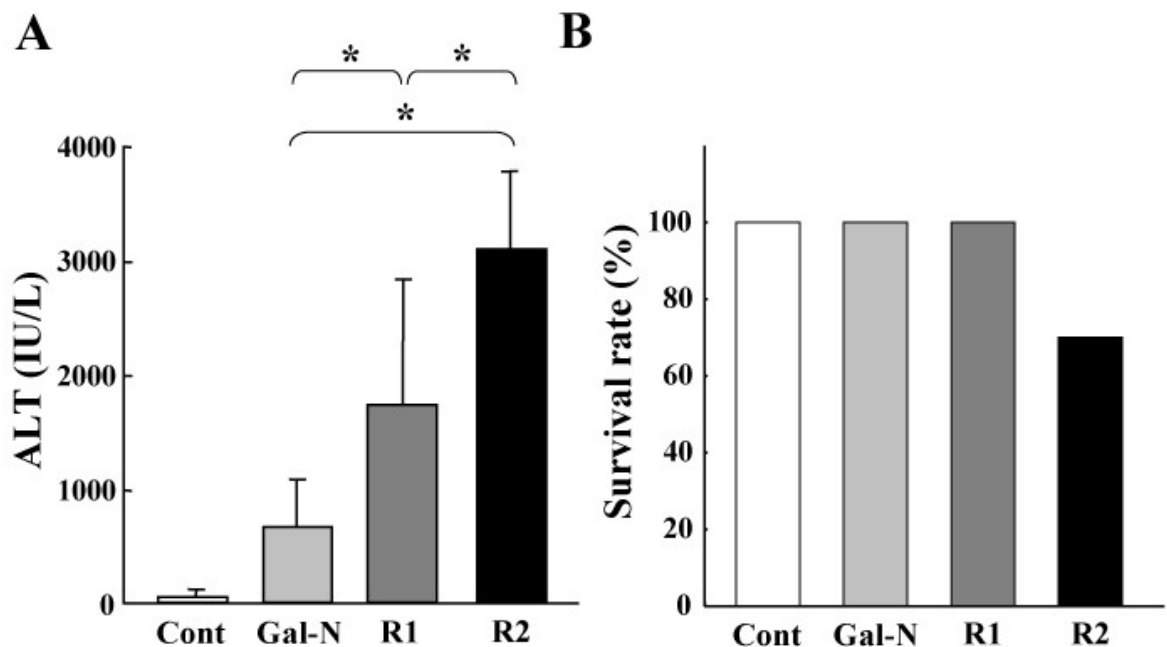 A
B
*
*
*
ALT (IU/L)
4000
3000
2000
1000
0
Cont
Gal-N
R1
R2
Survival rate (%)
100
80
60
40
20
0
Cont
Gal-N
R1
R2